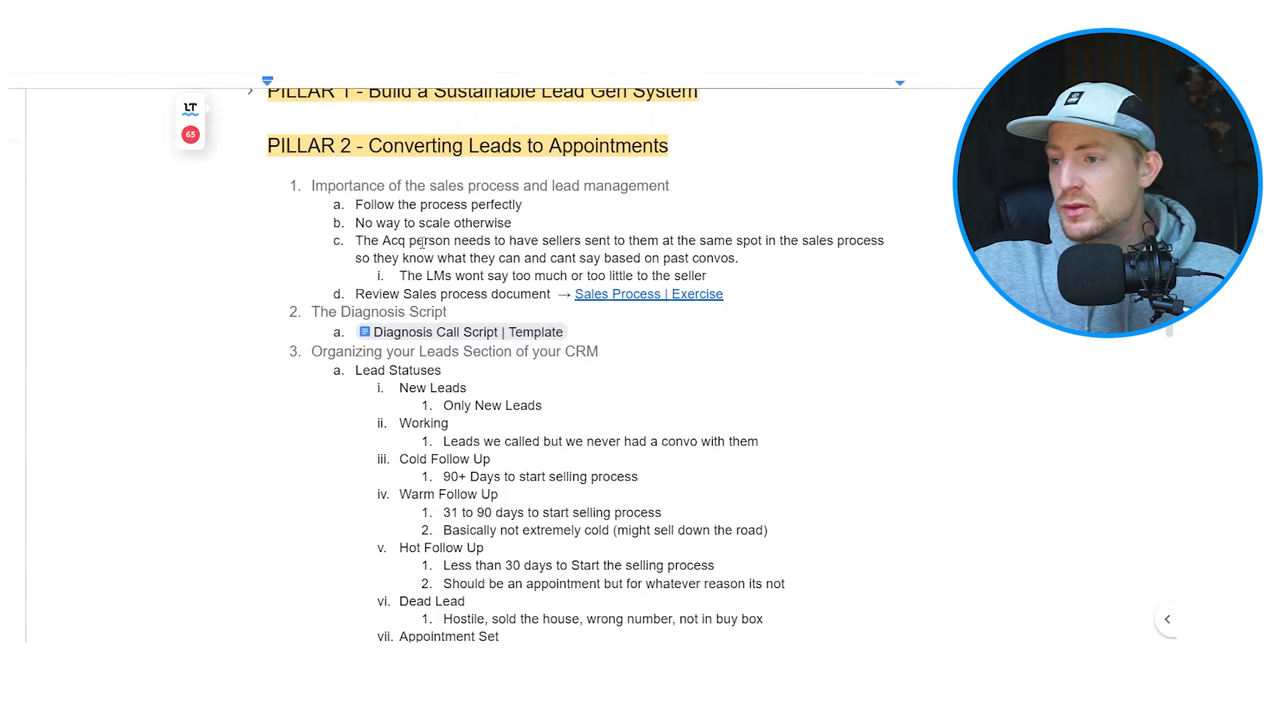 LT
65
PILLAR 1 - Build a Sustainable Lead Gen System
PILLAR 2 - Converting Leads to Appointments
1. Importance of the sales process and lead management
a. Follow the process perfectly
b. No way to scale otherwise
c. The Acq person needs to have sellers sent to them at the same spot in the sales process
so they know what they can and cant say based on past convos.
i. The LMs wont say too much or too little to the seller
d. Review Sales process document → Sales Process | Exercise
2. The Diagnosis Script
a. Diagnosis Call Script | Template
3. Organizing your Leads Section of your CRM
a. Lead Statuses
i. New Leads
1. Only New Leads
ii. Working
1. Leads we called but we never had a convo with them
iii. Cold Follow Up
1. 90+ Days to start selling process
iv. Warm Follow Up
1. 31 to 90 days to start selling process
2. Basically not extremely cold (might sell down the road)
v. Hot Follow Up
1. Less than 30 days to Start the selling process
2. Should be an appointment but for whatever reason its not
vi. Dead Lead
1. Hostile, sold the house, wrong number, not in buy box
vii. Appointment Set